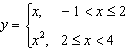 y = { x, −1 < x ≤ 2
x², 2 ≤ x < 4